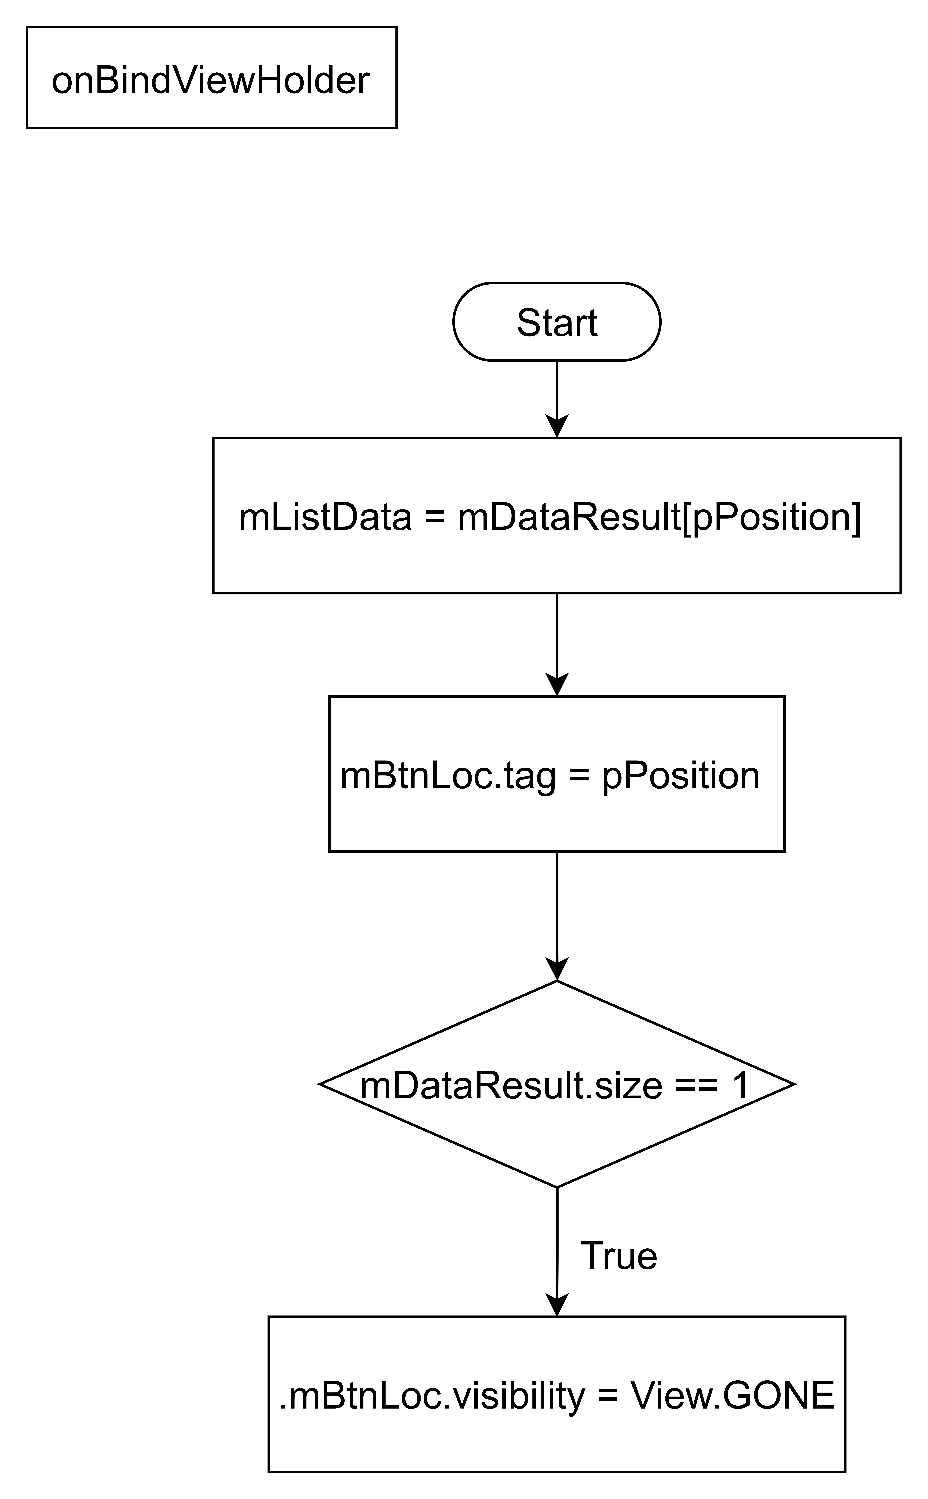 onBindViewHolder
Start
mListData = mDataResult[pPosition]
mBtnLoc.tag = pPosition
mDataResult.size == 1
True
.mBtnLoc.visibility = View.GONE